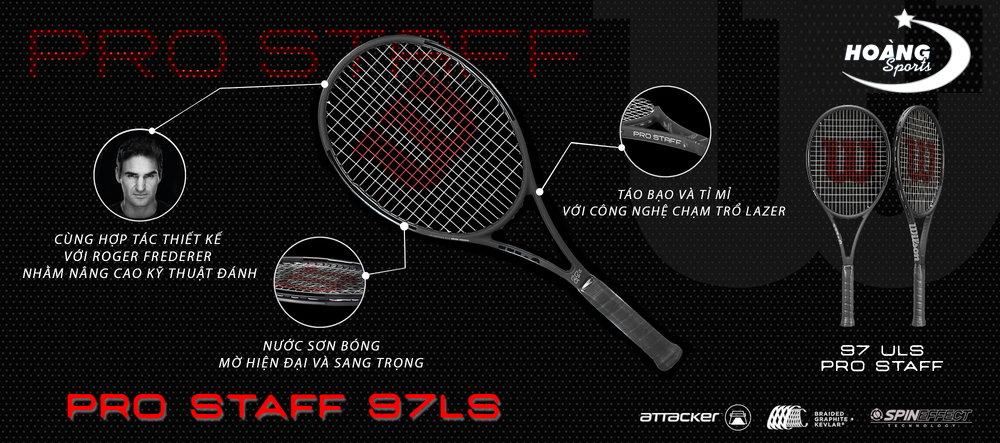 PRO STAFF
HOÀNG
Sports
PRO STAFF
TÁO BẠO VÀ TỈ MỈ
VỚI CÔNG NGHỆ CHẠM TRỔ LAZER
CÙNG HỢP TÁC THIẾT KẾ
VỚI ROGER FREDERER
NHẰM NÂNG CAO KỸ THUẬT ĐÁNH
NƯỚC SƠN BÓNG
MỜ HIỆN ĐẠI VÀ SANG TRỌNG
Wilson
97 ULS
PRO STAFF
PRO STAFF 97LS
ATTACKER
BRAIDED
GRAPHITE +
KEVLAR®
SPINEFFECT
TECHNOLOGY